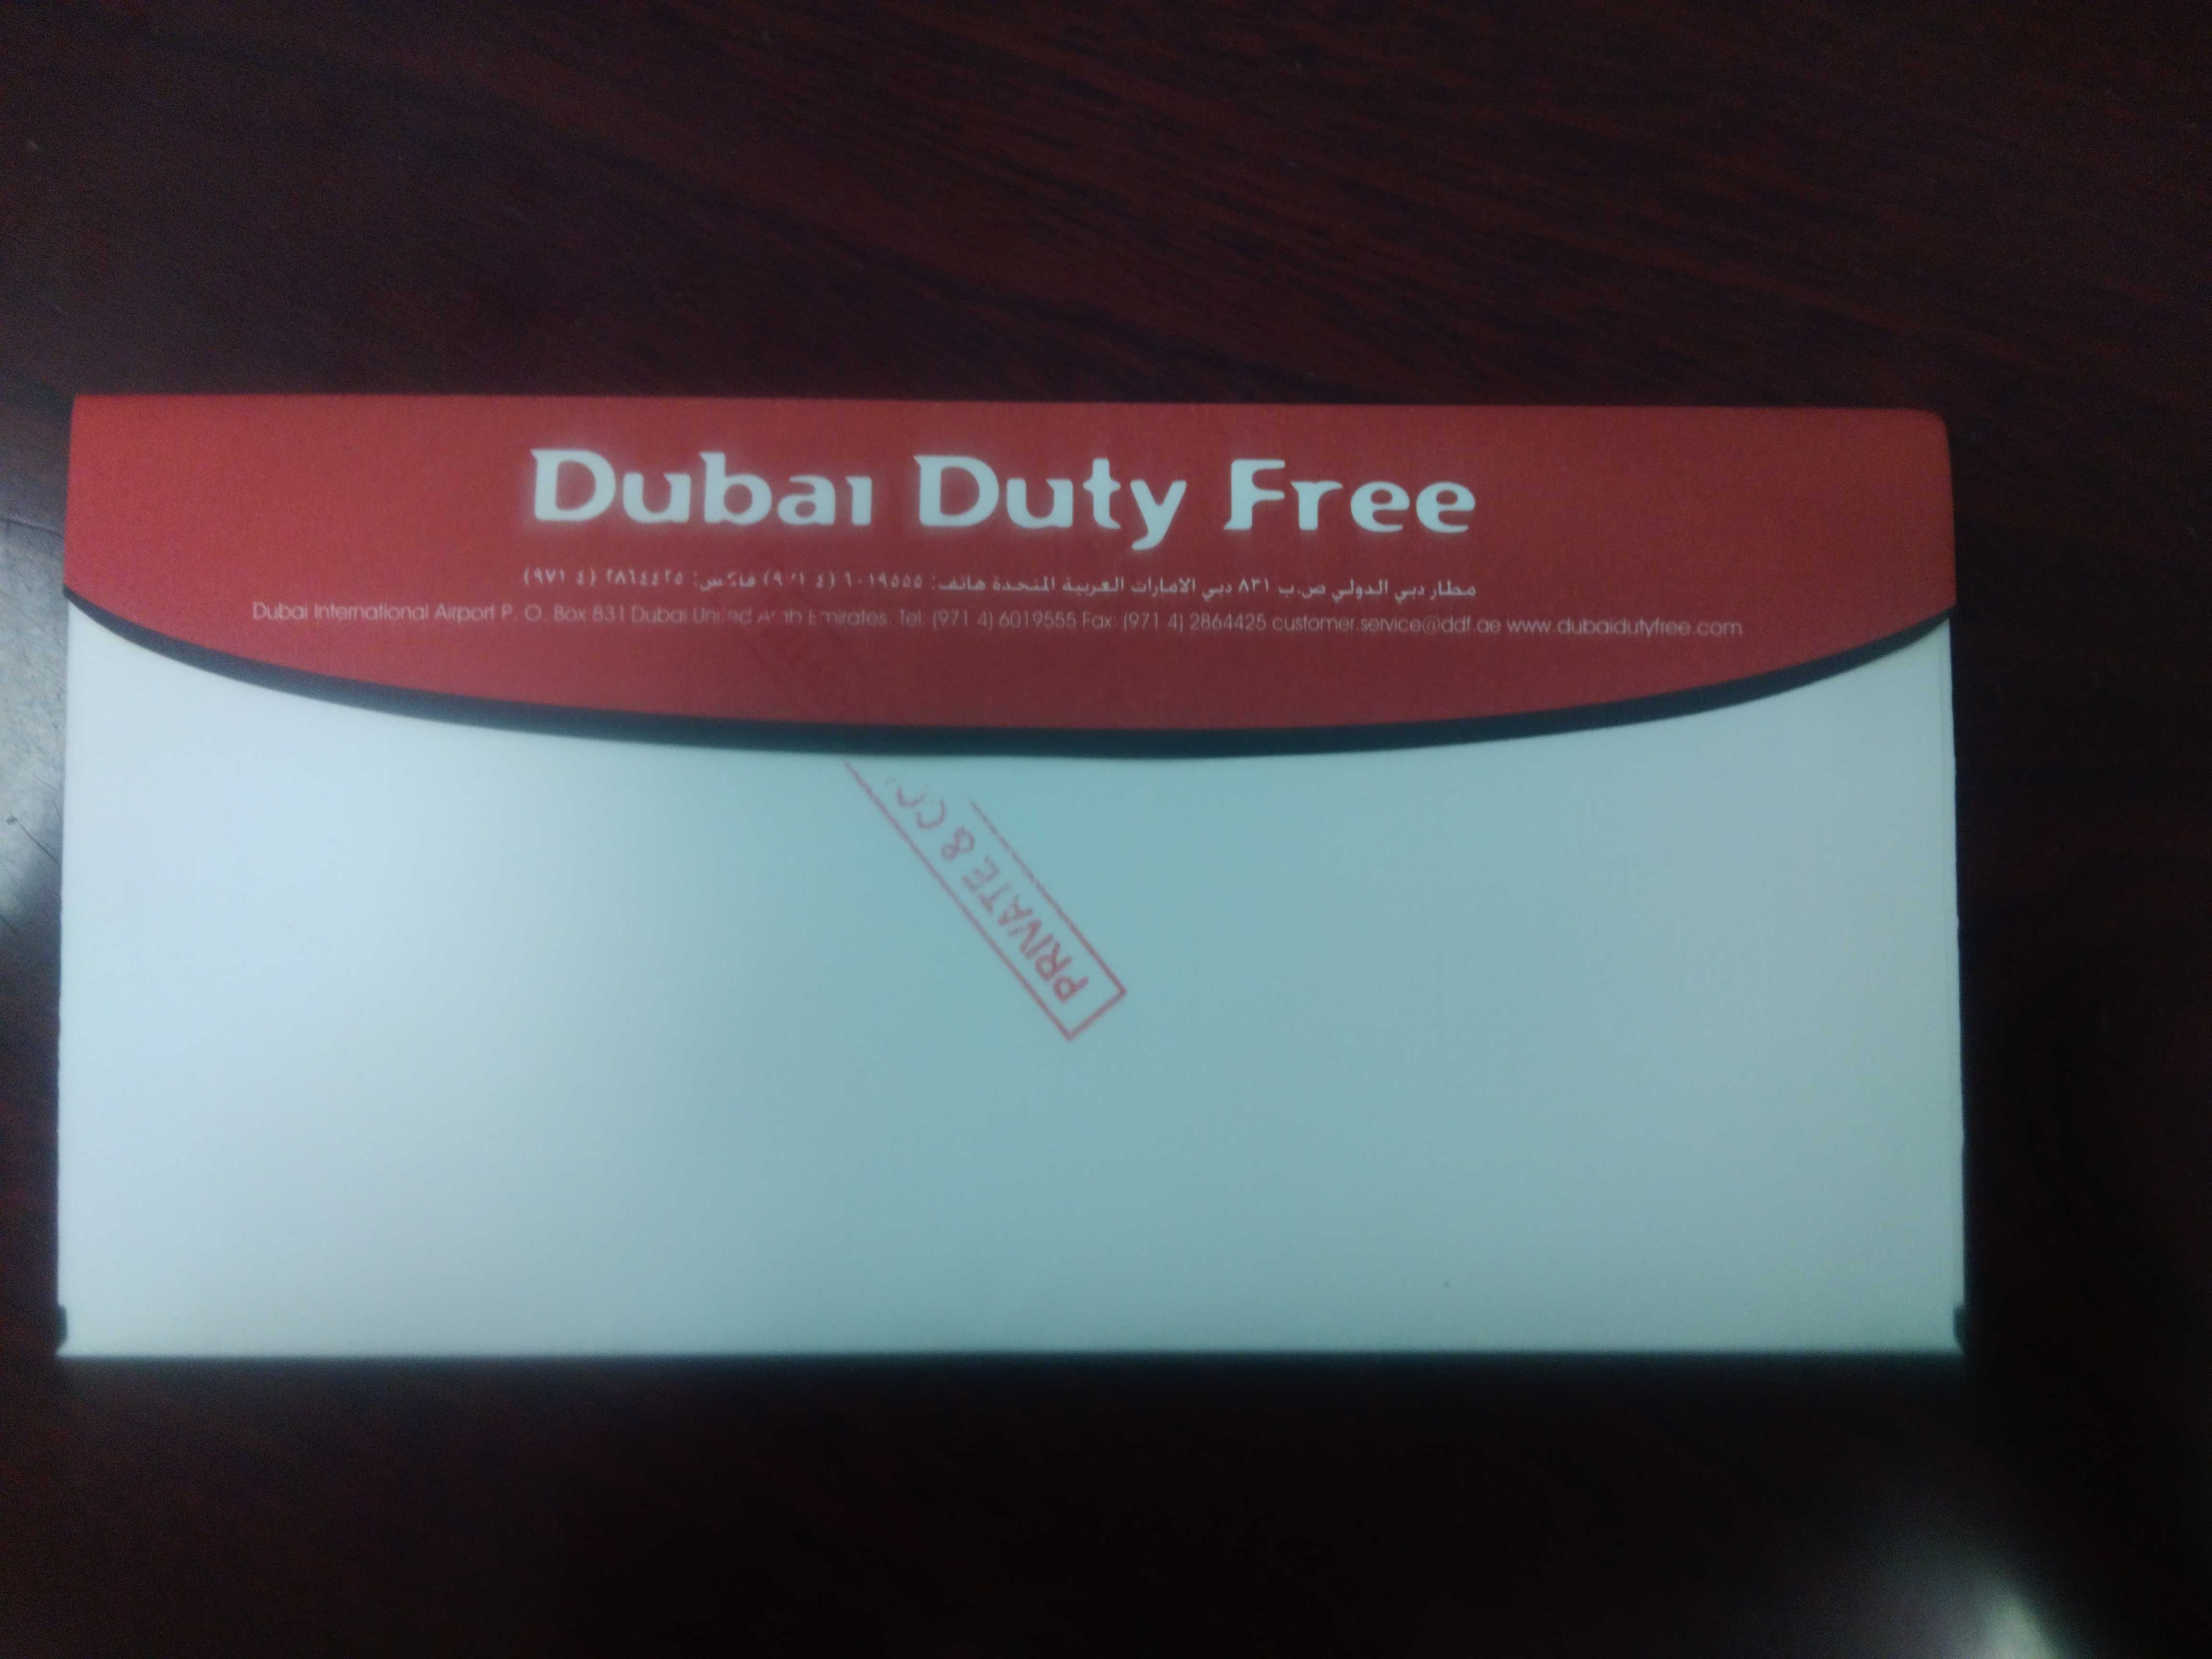 Dubai Duty Free
مطار دبي الدولي ص.ب ٨٣١ دبي الامارات العربية المتحدة هاتف: ٦٠١٩٥٥٥ (٤ ٩٧١) فاكس: ٢٨٦٤٤٢٥ (٤ ٩٧١)
Dubai International Airport P. O. Box 831 Dubai United Arab Emirates. Tel: (971 4) 6019555 Fax: (971 4) 2864425 customer.service@ddf.ae www.dubaidutyfree.com
PRIVATE &